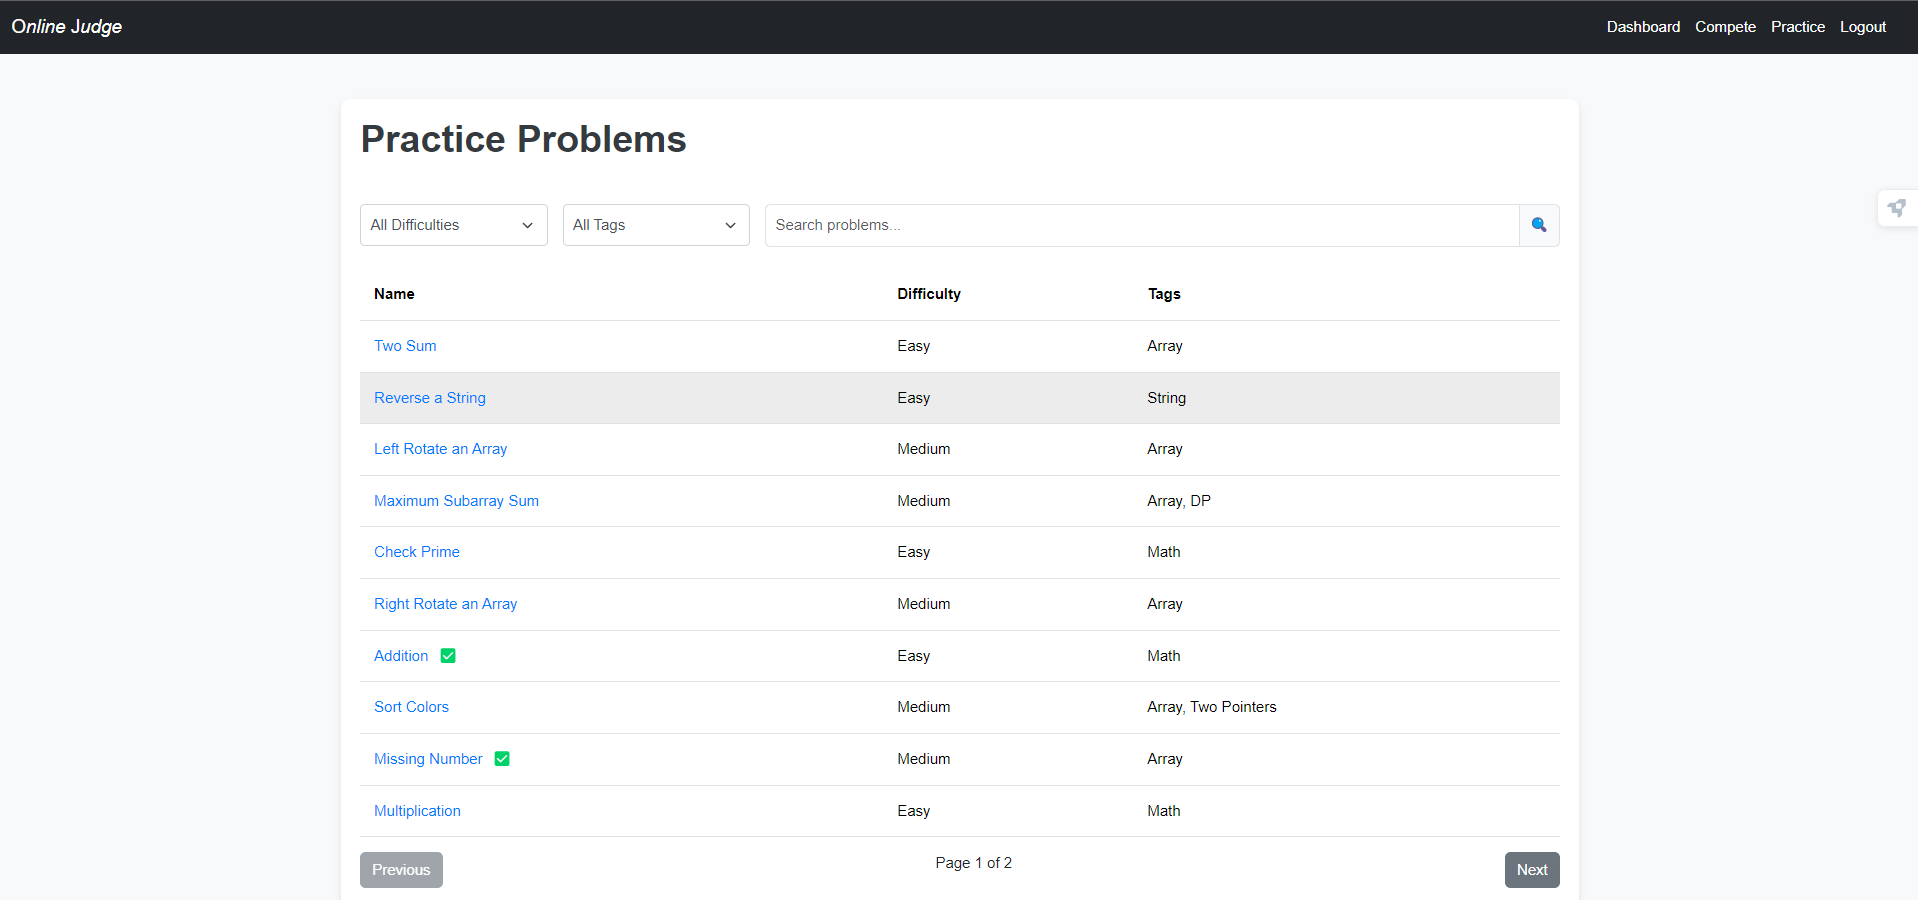 Online Judge Dashboard Compete Practice Logout
Practice Problems
All Difficulties All Tags Search problems...
Name Difficulty Tags
Two Sum Easy Array
Reverse a String Easy String
Left Rotate an Array Medium Array
Maximum Subarray Sum Medium Array, DP
Check Prime Easy Math
Right Rotate an Array Medium Array
Addition Easy Math
Sort Colors Medium Array, Two Pointers
Missing Number Medium Array
Multiplication Easy Math
Previous Page 1 of 2 Next